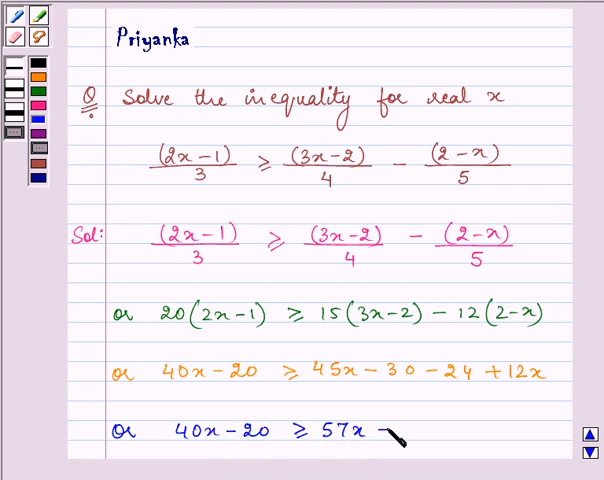 Priyanka
Q Solve the inequality for real x
(2x-1)/3 ≥ (3x-2)/4 - (2-x)/5
Sol: (2x-1)/3 ≥ (3x-2)/4 - (2-x)/5
or 20(2x-1) ≥ 15(3x-2) - 12(2-x)
or 40x-20 ≥ 45x-30-24+12x
or 40x-20 ≥ 57x -